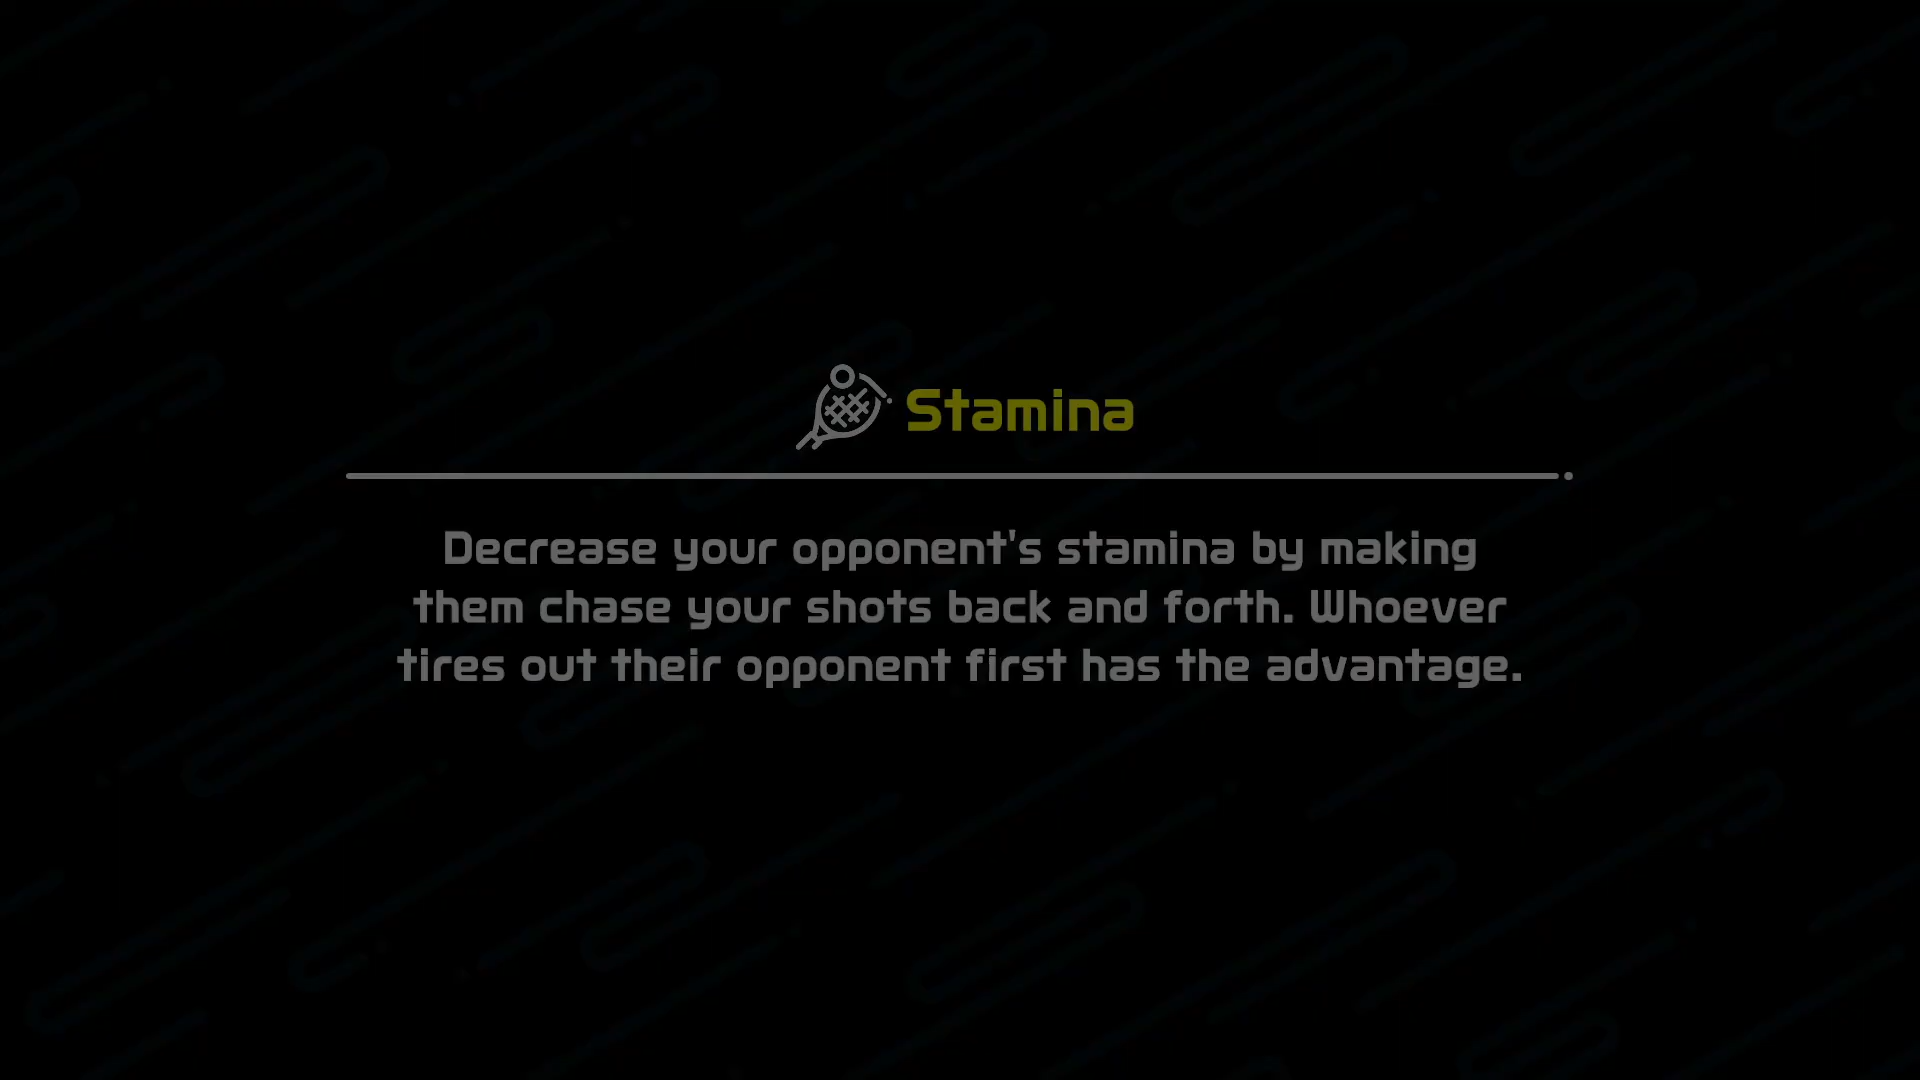 Stamina
Decrease your opponent's stamina by making
them chase your shots back and forth. Whoever
tires out their opponent first has the advantage.